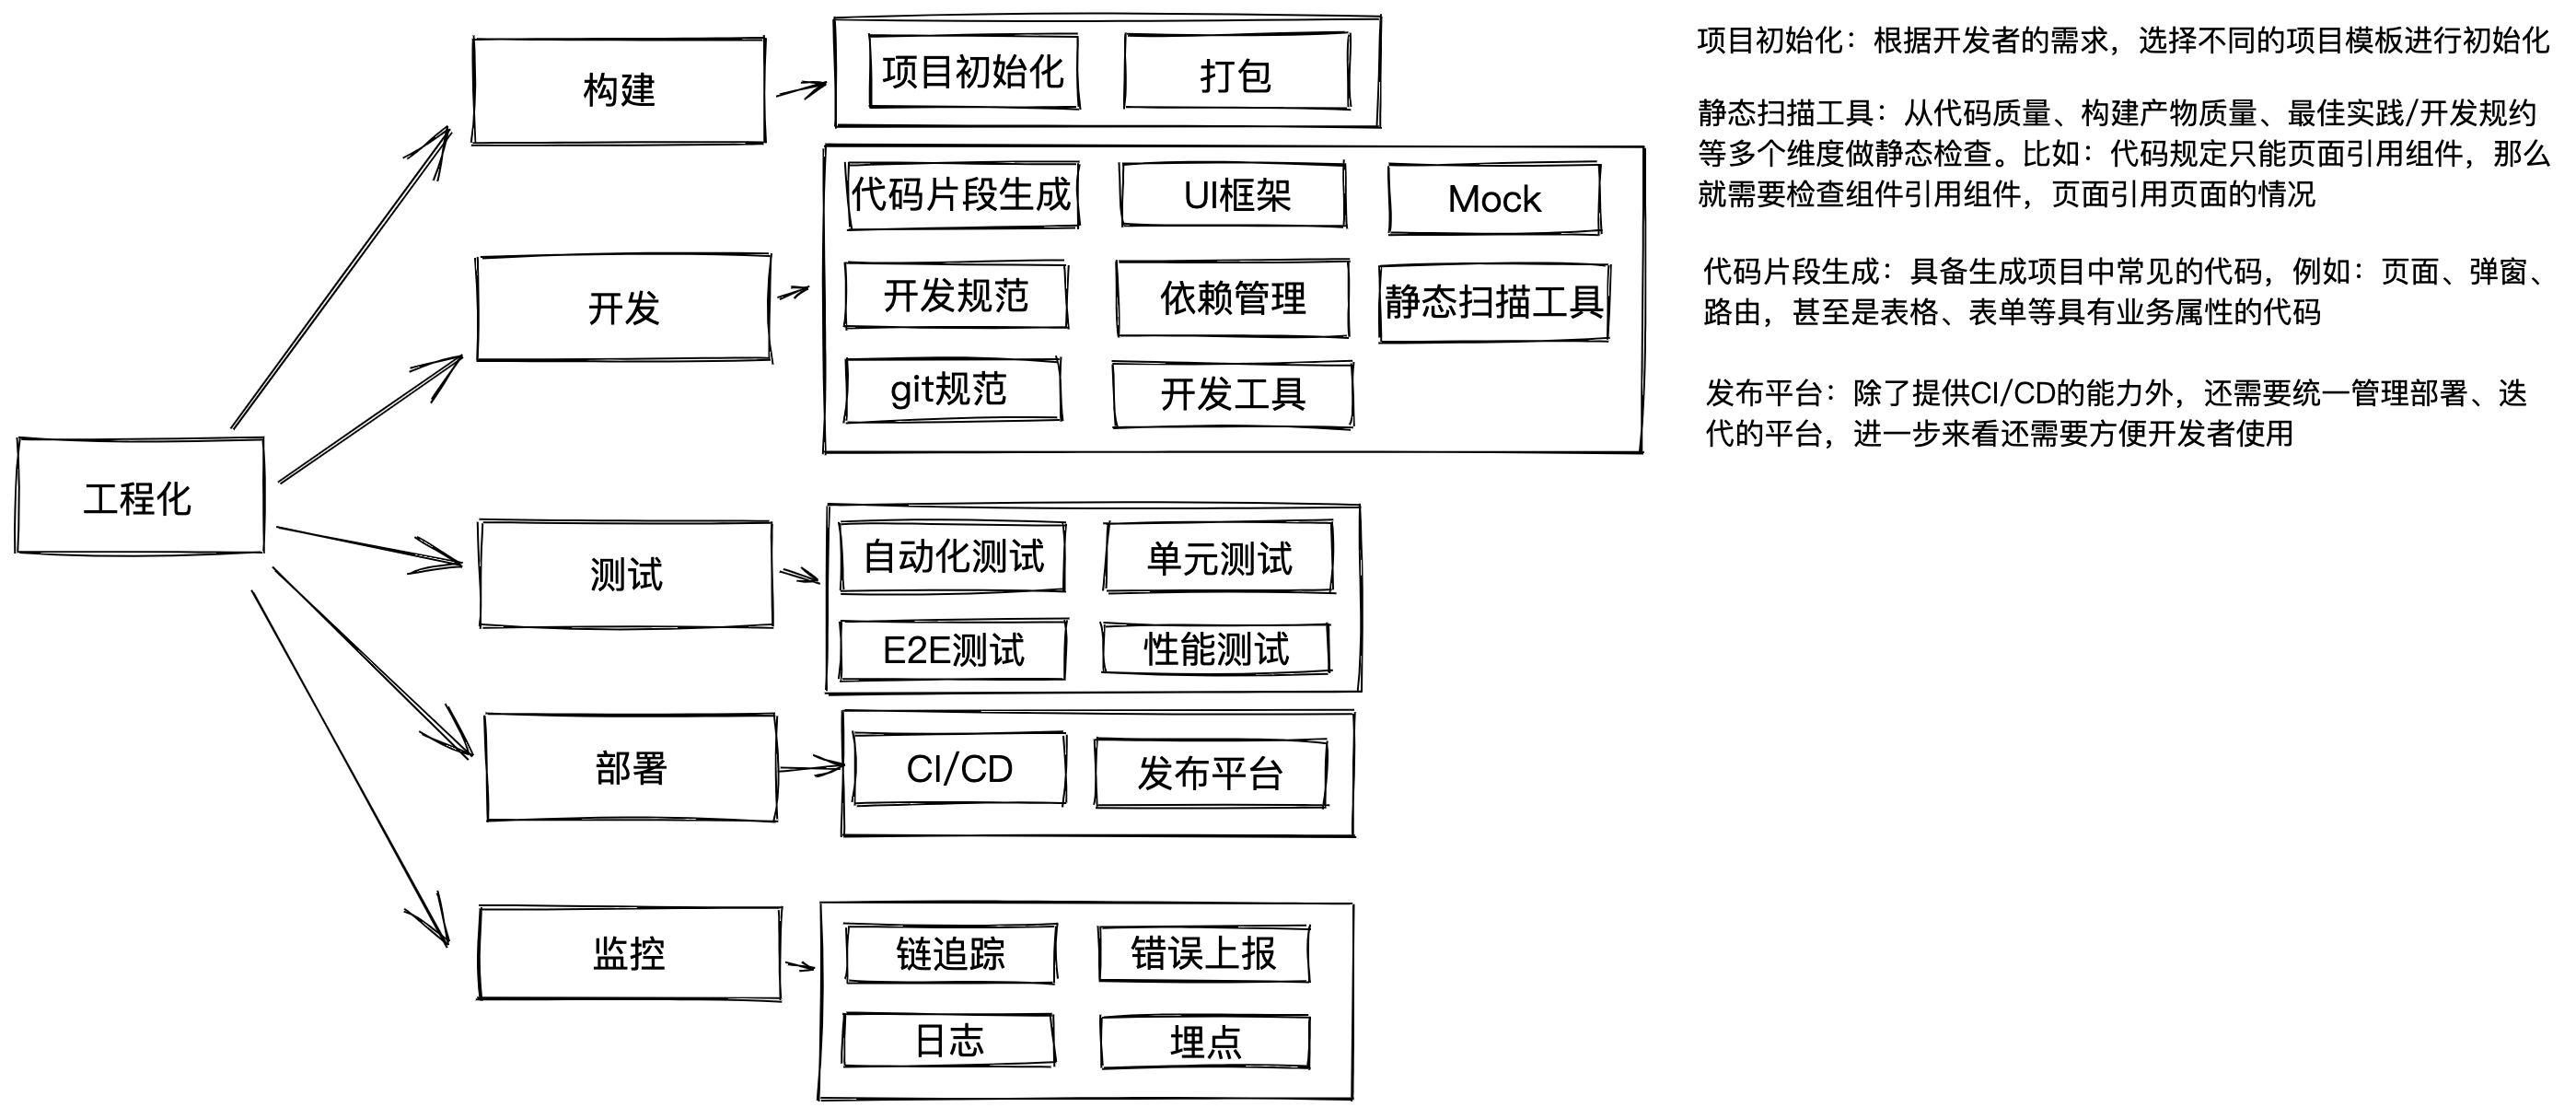 工程化
构建
项目初始化
打包
开发
代码片段生成
UI框架
Mock
开发规范
依赖管理
静态扫描工具
git规范
开发工具
测试
自动化测试
单元测试
E2E测试
性能测试
部署
CI/CD
发布平台
监控
链追踪
错误上报
日志
埋点
项目初始化：根据开发者的需求，选择不同的项目模板进行初始化
静态扫描工具：从代码质量、构建产物质量、最佳实践/开发规约
等多个维度做静态检查。比如：代码规定只能页面引用组件，那么
就需要检查组件引用组件，页面引用页面的情况
代码片段生成：具备生成项目中常见的代码，例如：页面、弹窗、
路由，甚至是表格、表单等具有业务属性的代码
发布平台：除了提供CI/CD的能力外，还需要统一管理部署、迭
代的平台，进一步来看还需要方便开发者使用